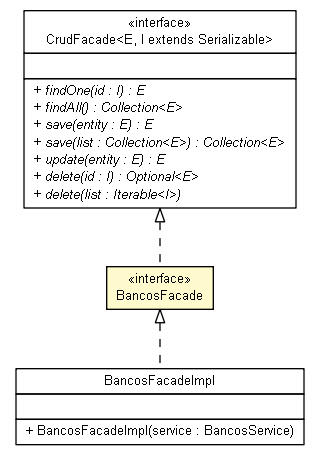 «interface»
CrudFacade<E, I extends Serializable>
+ findOne(id : I) : E
+ findAll() : Collection<E>
+ save(entity : E) : E
+ save(list : Collection<E>) : Collection<E>
+ update(entity : E) : E
+ delete(id : I) : Optional<E>
+ delete(list : Iterable<I>)
«interface»
BancosFacade
BancosFacadeImpl
+ BancosFacadeImpl(service : BancosService)